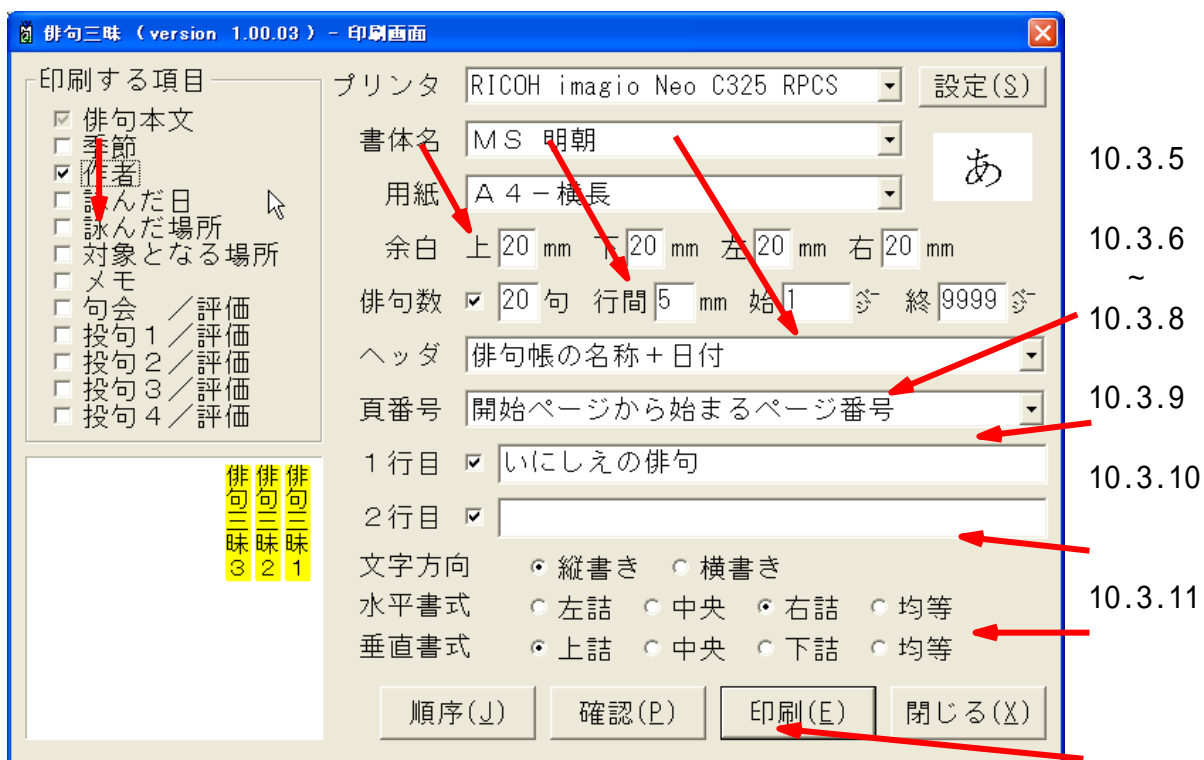 俳句三昧 （version 1.00.03） - 印刷画面
印刷する項目
俳句本文
季節
作者
詠んだ日
詠んだ場所
対象となる場所
メモ
句会　／評価
投句１／評価
投句２／評価
投句３／評価
投句４／評価
俳句三昧１
俳句三昧２
俳句三昧３
プリンタ RICOH imagio Neo C325 RPCS 設定(S)
書体名 ＭＳ 明朝
あ
用紙 Ａ４－横長
余白 上 20 mm 下 20 mm 左 20 mm 右 20 mm
俳句数 20 句 行間 5 mm 始 1 ㌻ 終 9999 ㌻
ヘッダ 俳句帳の名称＋日付
頁番号 開始ページから始まるページ番号
１行目 いにしえの俳句
２行目
文字方向 縦書き 横書き
水平書式 左詰 中央 右詰 均等
垂直書式 上詰 中央 下詰 均等
順序(J) 確認(P) 印刷(E) 閉じる(X)
10.3.5
10.3.6
~
10.3.8
10.3.9
10.3.10
10.3.11